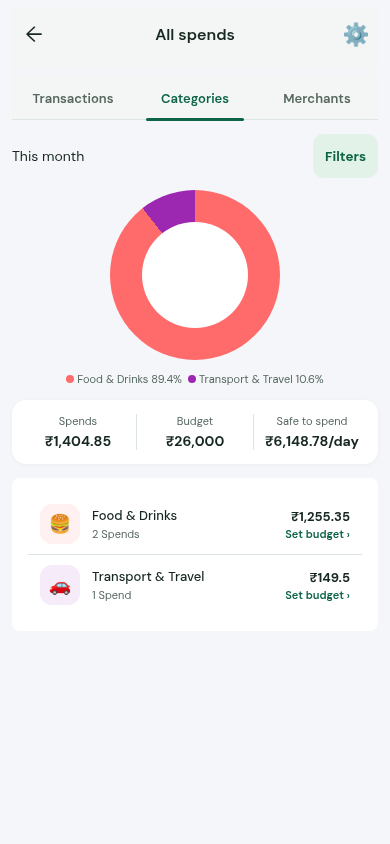 All spends
Transactions Categories Merchants
This month
Filters
Food & Drinks 89.4% Transport & Travel 10.6%
Spends Budget Safe to spend
₹1,404.85 ₹26,000 ₹6,148.78/day
Food & Drinks ₹1,255.35
2 Spends Set budget ›
Transport & Travel ₹149.5
1 Spend Set budget ›